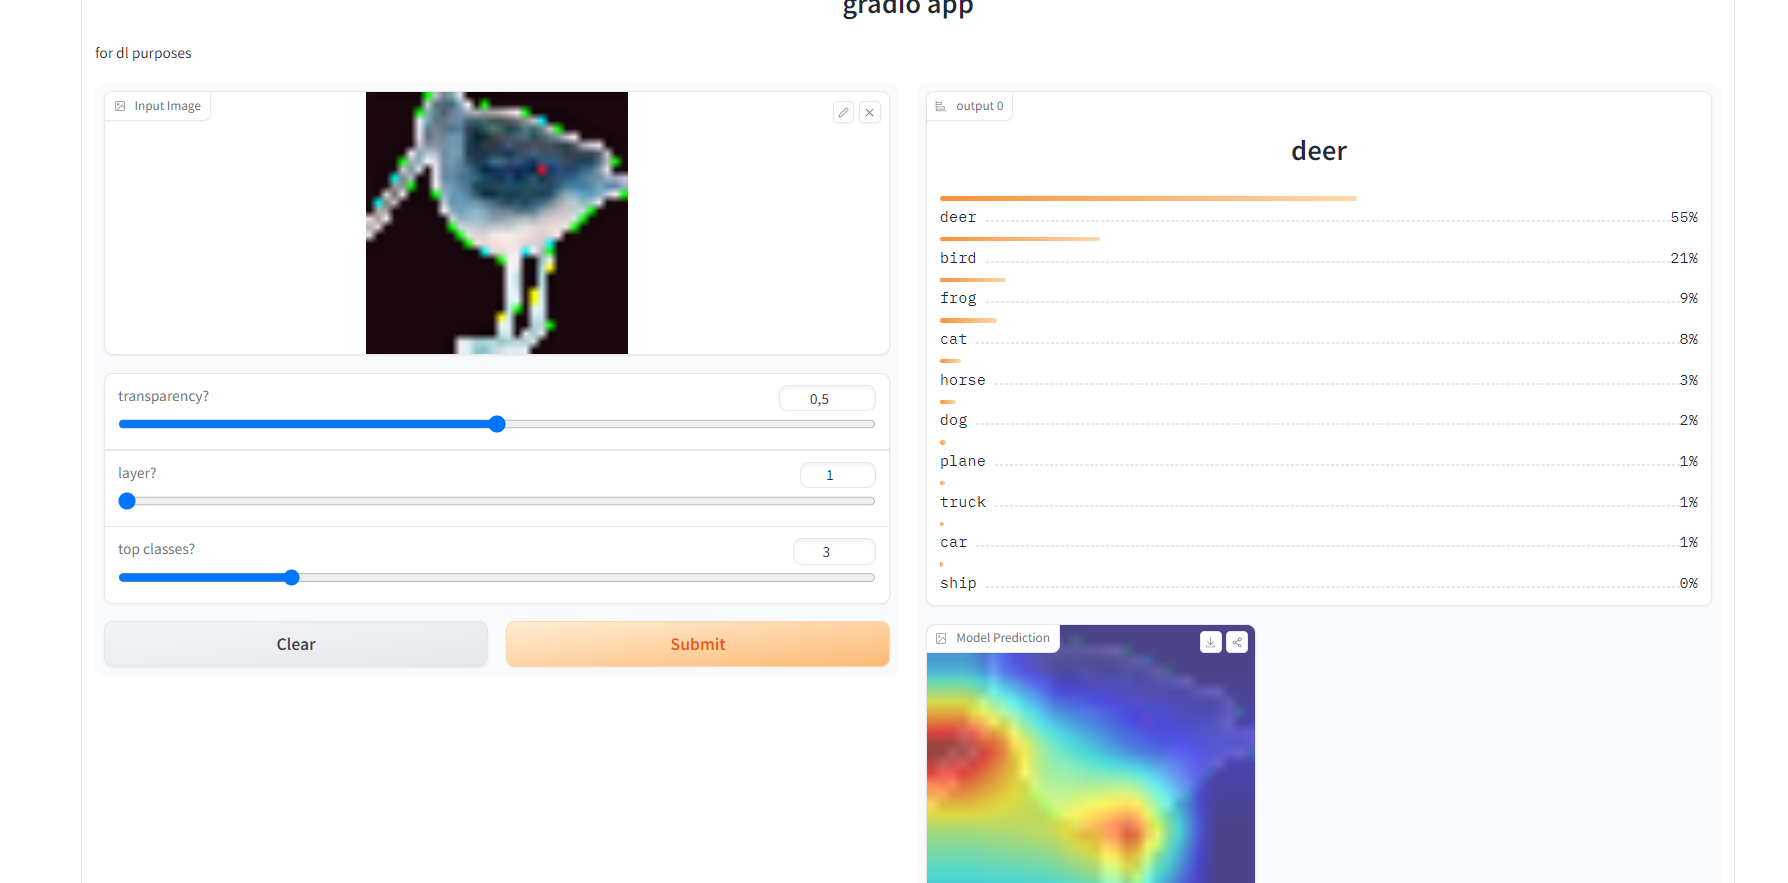 gradio app
for dl purposes
Input Image
transparency?
0,5
layer?
1
top classes?
3
Clear
Submit
output 0
deer
deer 55%
bird 21%
frog 9%
cat 8%
horse 3%
dog 2%
plane 1%
truck 1%
car 1%
ship 0%
Model Prediction